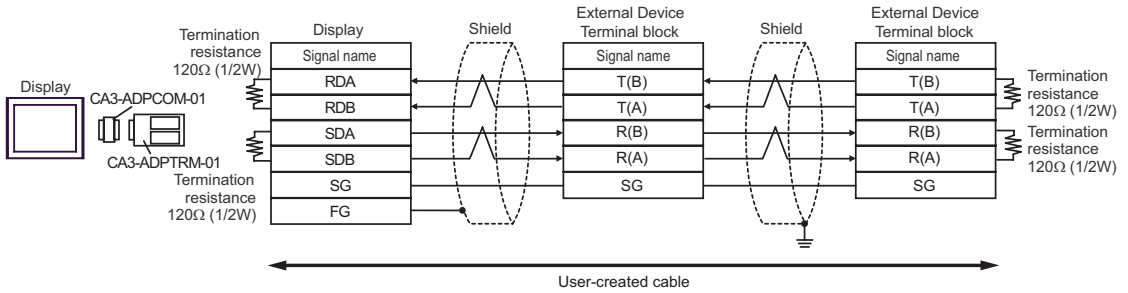 Display
CA3-ADPCOM-01
CA3-ADPTRM-01
Termination
resistance
120Ω (1/2W)
Termination
resistance
120Ω (1/2W)
Display
Signal name
RDA
RDB
SDA
SDB
SG
FG
Shield
External Device
Terminal block
Signal name
T(B)
T(A)
R(B)
R(A)
SG
Shield
External Device
Terminal block
Signal name
T(B)
T(A)
R(B)
R(A)
SG
Termination
resistance
120Ω (1/2W)
Termination
resistance
120Ω (1/2W)
User-created cable